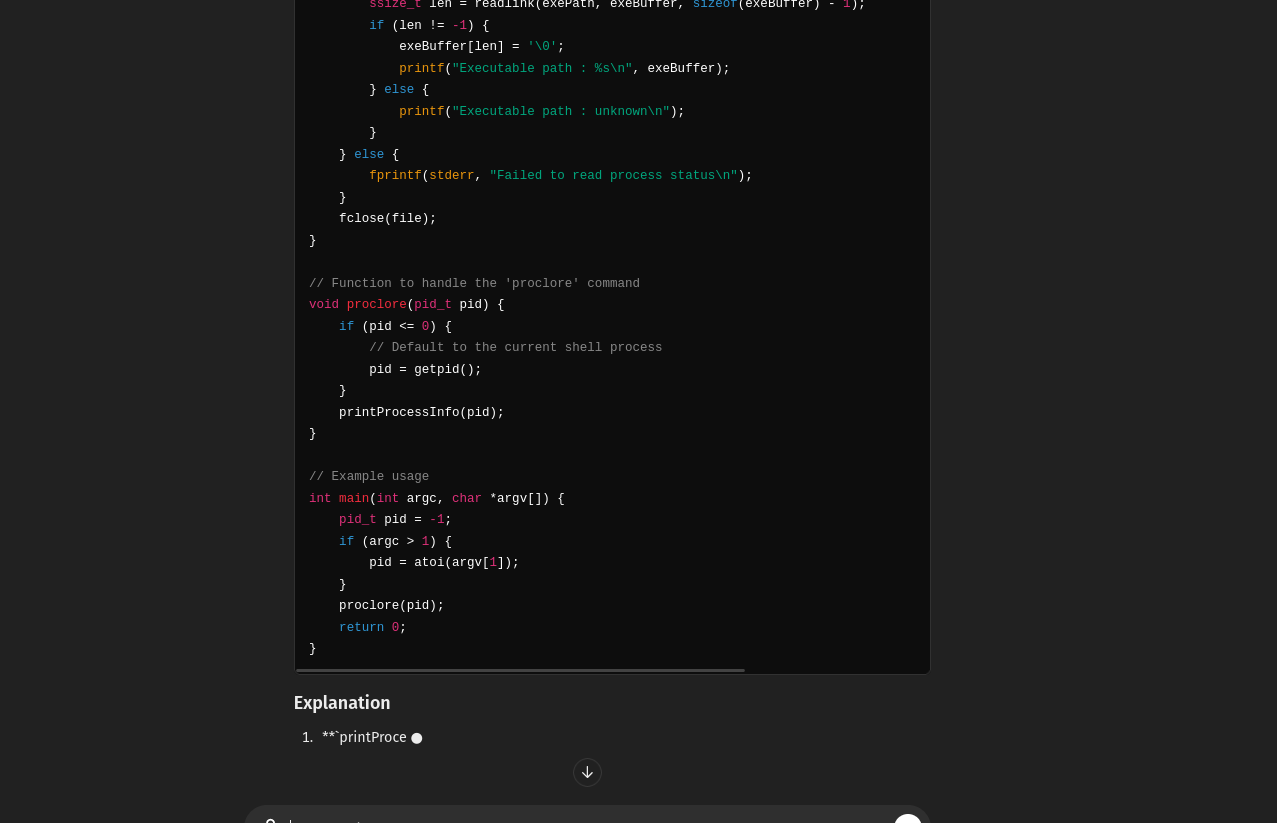 ssize_t len = readlink(exePath, exeBuffer, sizeof(exeBuffer) - 1);
        if (len != -1) {
            exeBuffer[len] = '\0';
            printf("Executable path : %s\n", exeBuffer);
        } else {
            printf("Executable path : unknown\n");
        }
    } else {
        fprintf(stderr, "Failed to read process status\n");
    }
    fclose(file);
}

// Function to handle the 'proclore' command
void proclore(pid_t pid) {
    if (pid <= 0) {
        // Default to the current shell process
        pid = getpid();
    }
    printProcessInfo(pid);
}

// Example usage
int main(int argc, char *argv[]) {
    pid_t pid = -1;
    if (argc > 1) {
        pid = atoi(argv[1]);
    }
    proclore(pid);
    return 0;
}
Explanation
1. **`printProce